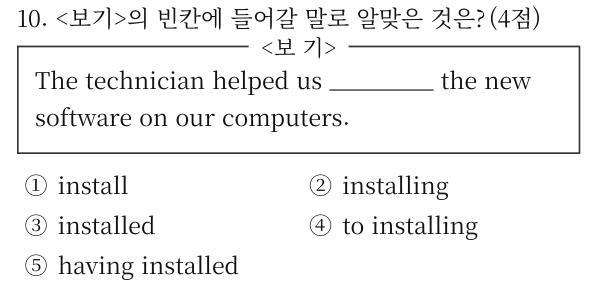 10. <보기>의 빈칸에 들어갈 말로 알맞은 것은? (4점)
<보 기>
The technician helped us ________ the new
software on our computers.
① install ② installing
③ installed ④ to installing
⑤ having installed